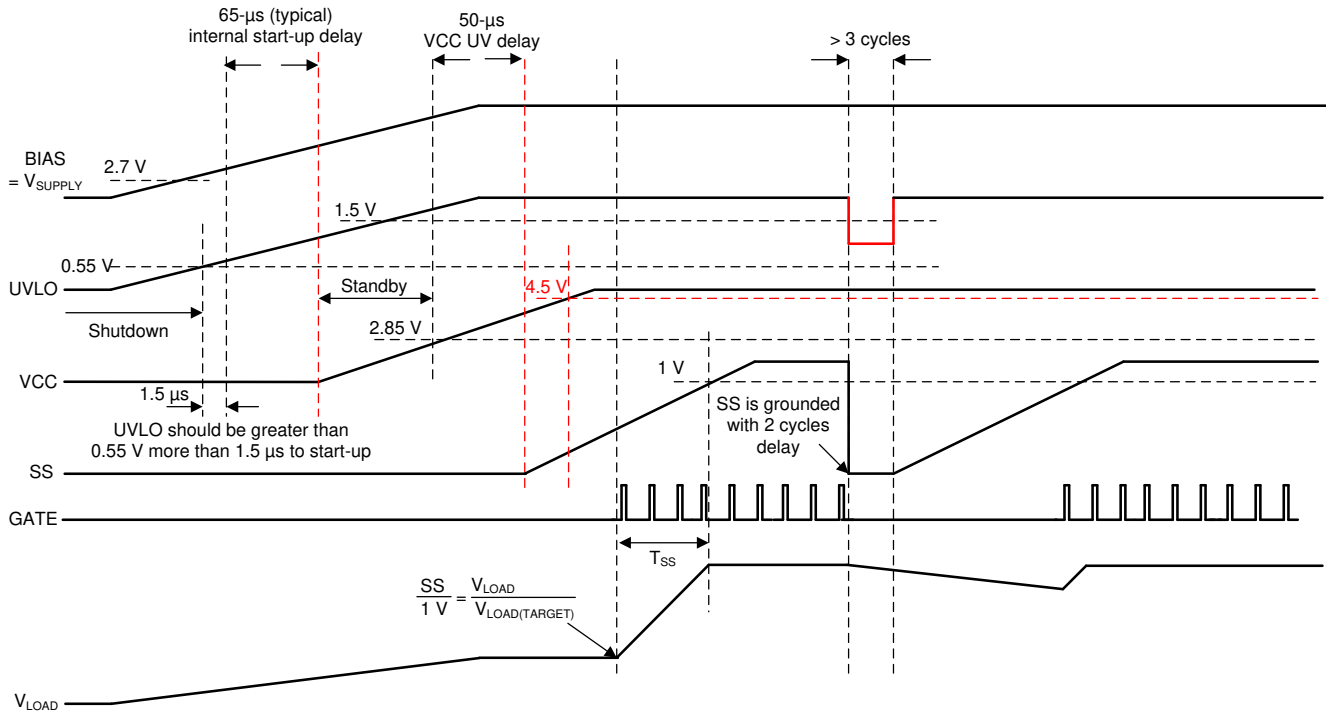 65-µs (typical)
internal start-up delay
50-µs
VCC UV delay
> 3 cycles
BIAS
= VSUPPLY
2.7 V
1.5 V
0.55 V
UVLO
Standby
4.5 V
Shutdown
2.85 V
VCC
1 V
1.5 µs
SS is grounded
with 2 cycles
delay
UVLO should be greater than
0.55 V more than 1.5 µs to start-up
SS
GATE
TSS
SS
1 V
=
VLOAD
VLOAD(TARGET)
VLOAD